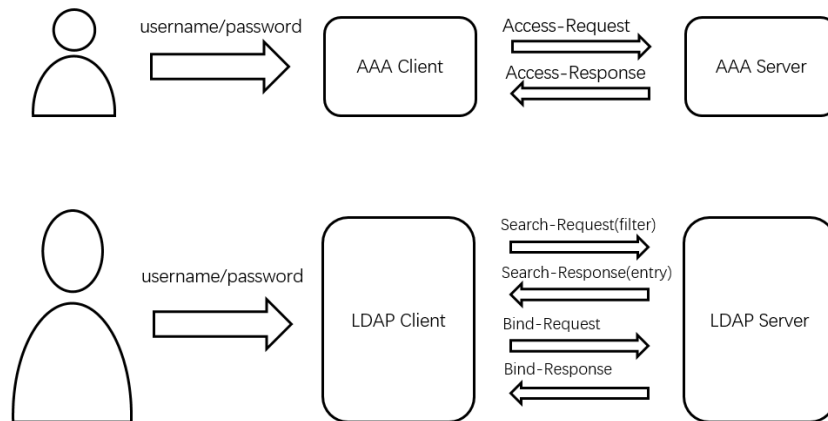 username/password
AAA Client
Access-Request
Access-Response
AAA Server
username/password
LDAP Client
Search-Request(filter)
Search-Response(entry)
Bind-Request
Bind-Response
LDAP Server